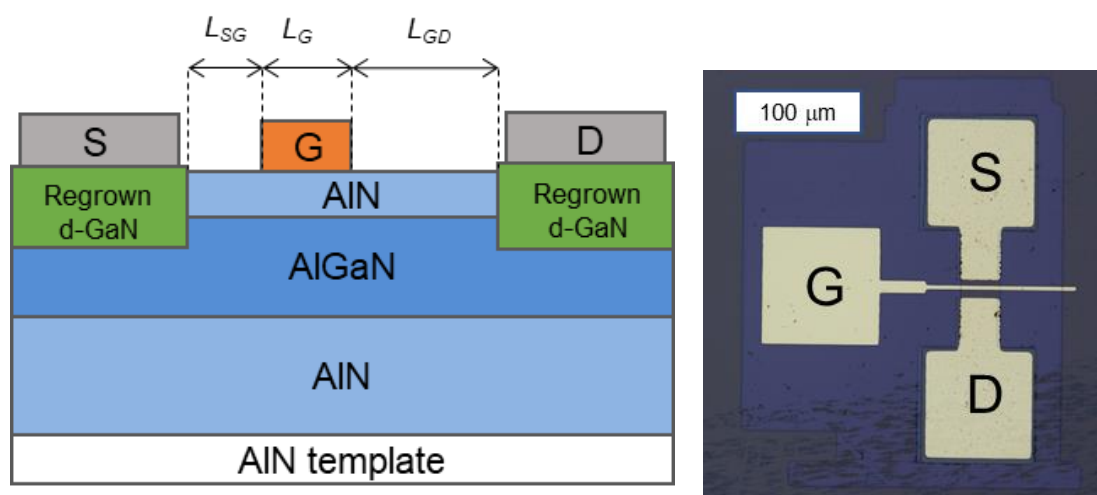 L_SG L_G L_GD
S G D
AlN
Regrown d-GaN
Regrown d-GaN
AlGaN
AlN
AlN template
100 μm
S
G
D